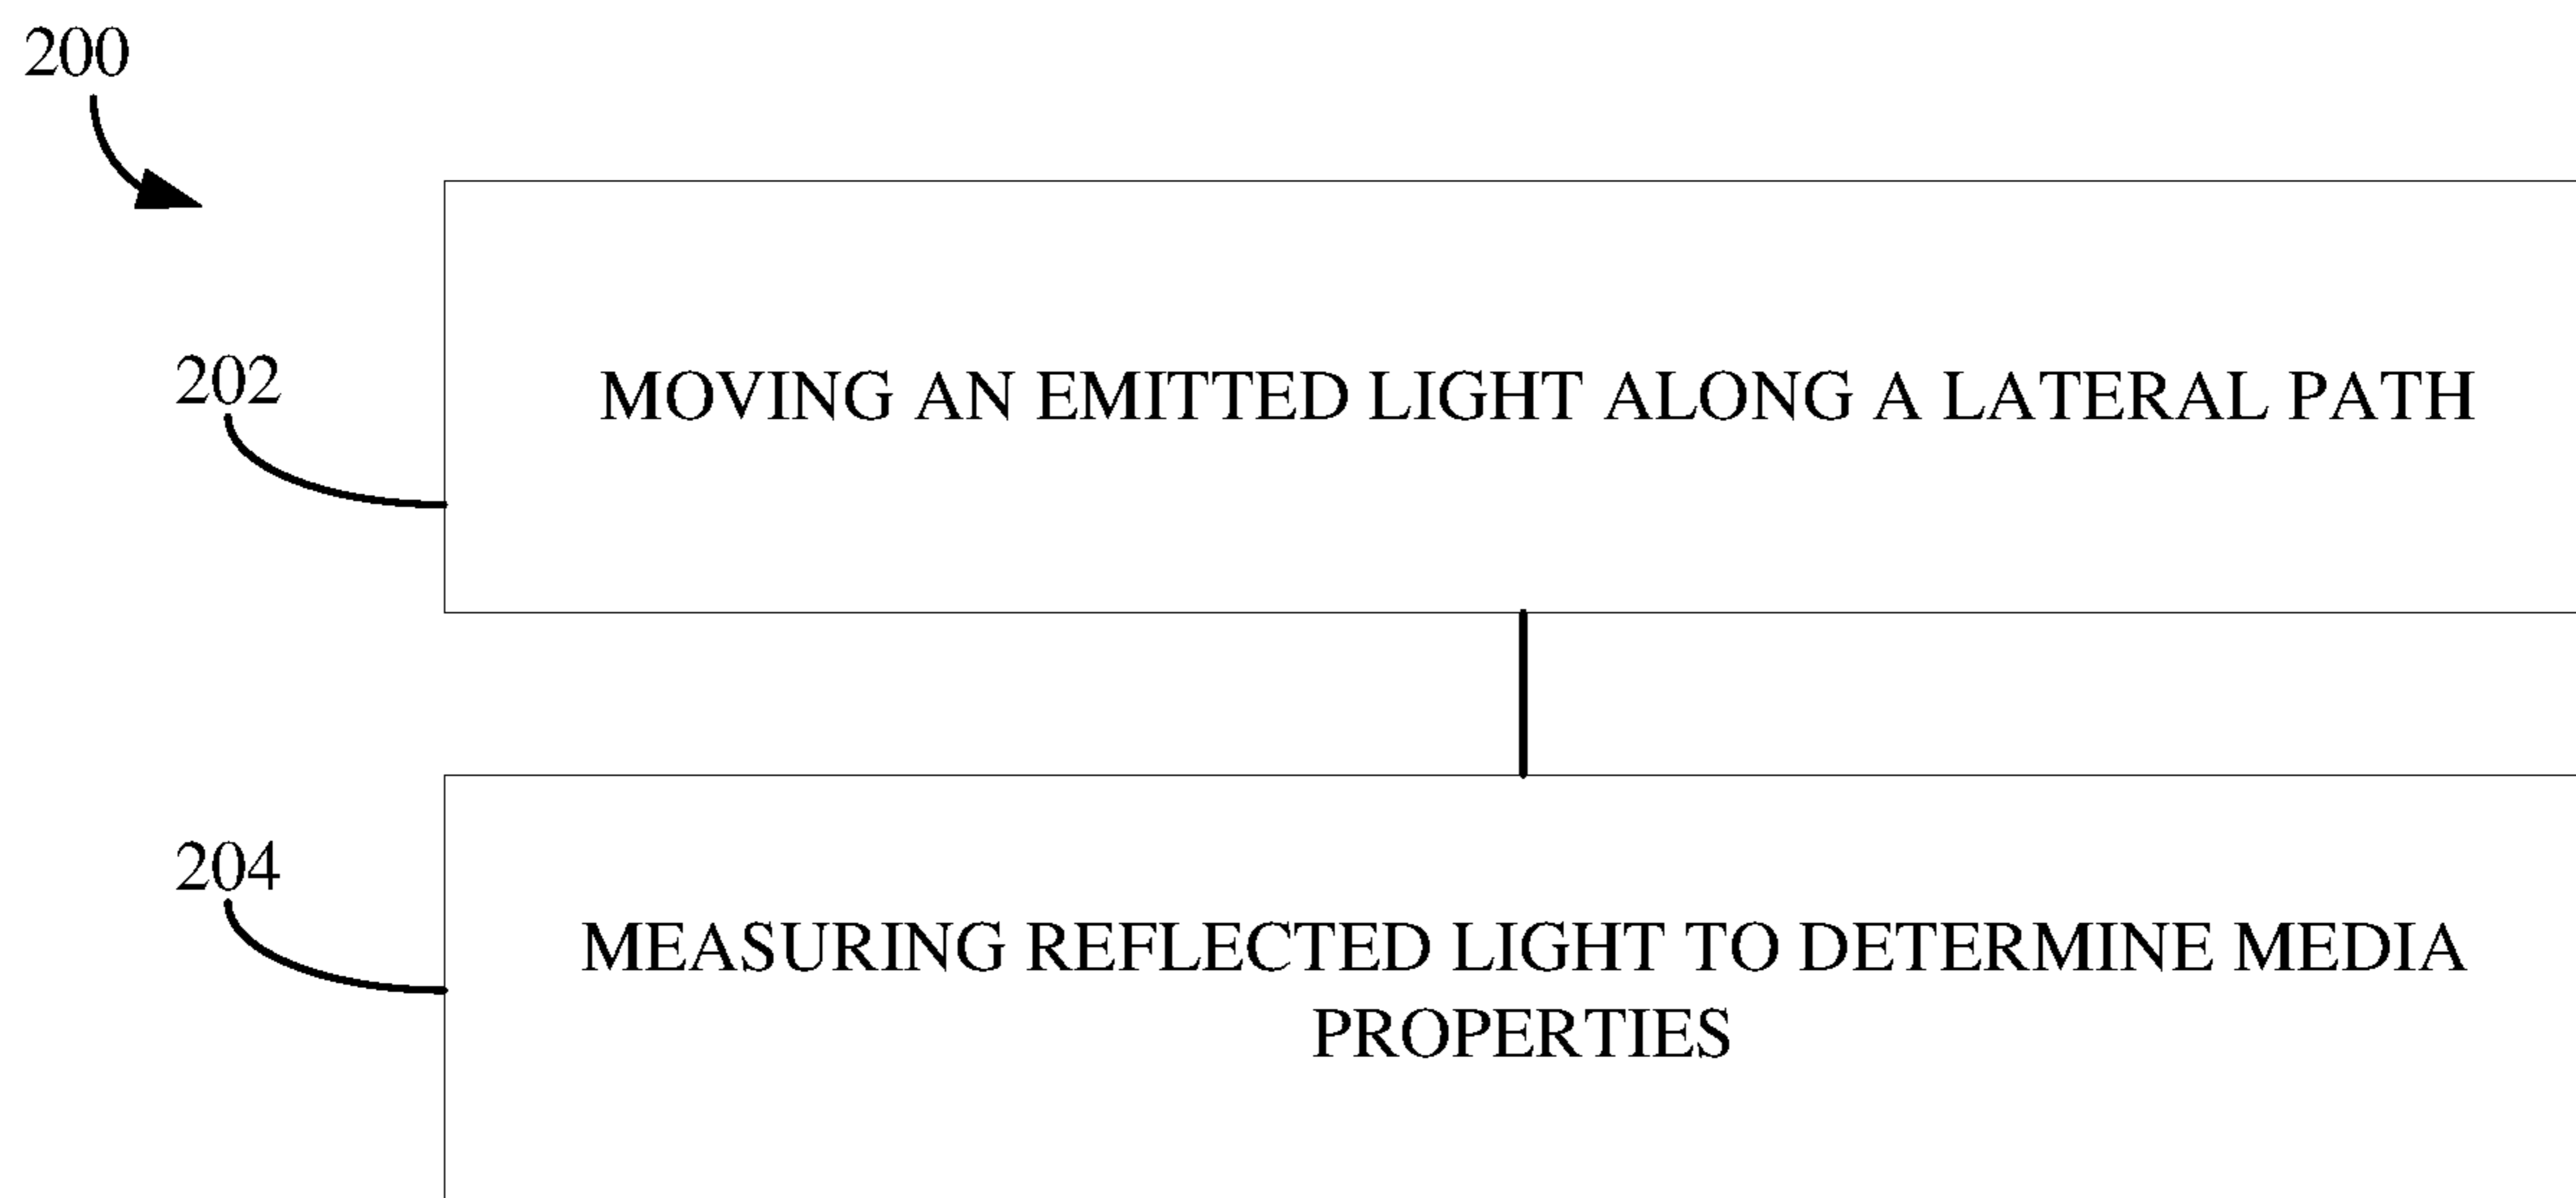 200
202
MOVING AN EMITTED LIGHT ALONG A LATERAL PATH
204
MEASURING REFLECTED LIGHT TO DETERMINE MEDIA
PROPERTIES